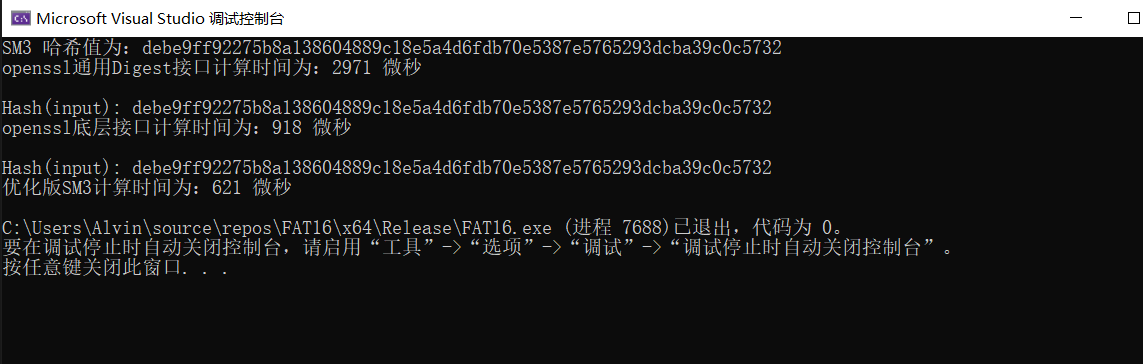 Microsoft Visual Studio 调试控制台
SM3 哈希值为：debe9ff92275b8a138604889c18e5a4d6fdb70e5387e5765293dcba39c0c5732
openssl通用Digest接口计算时间为：2971 微秒
Hash(input): debe9ff92275b8a138604889c18e5a4d6fdb70e5387e5765293dcba39c0c5732
openssl底层接口计算时间为：918 微秒
Hash(input): debe9ff92275b8a138604889c18e5a4d6fdb70e5387e5765293dcba39c0c5732
优化版SM3计算时间为：621 微秒
C:\Users\Alvin\source\repos\FAT16\x64\Release\FAT16.exe (进程 7688)已退出，代码为 0。
要在调试停止时自动关闭控制台，请启用“工具”->“选项”->“调试”->“调试停止时自动关闭控制台”。
按任意键关闭此窗口. . .